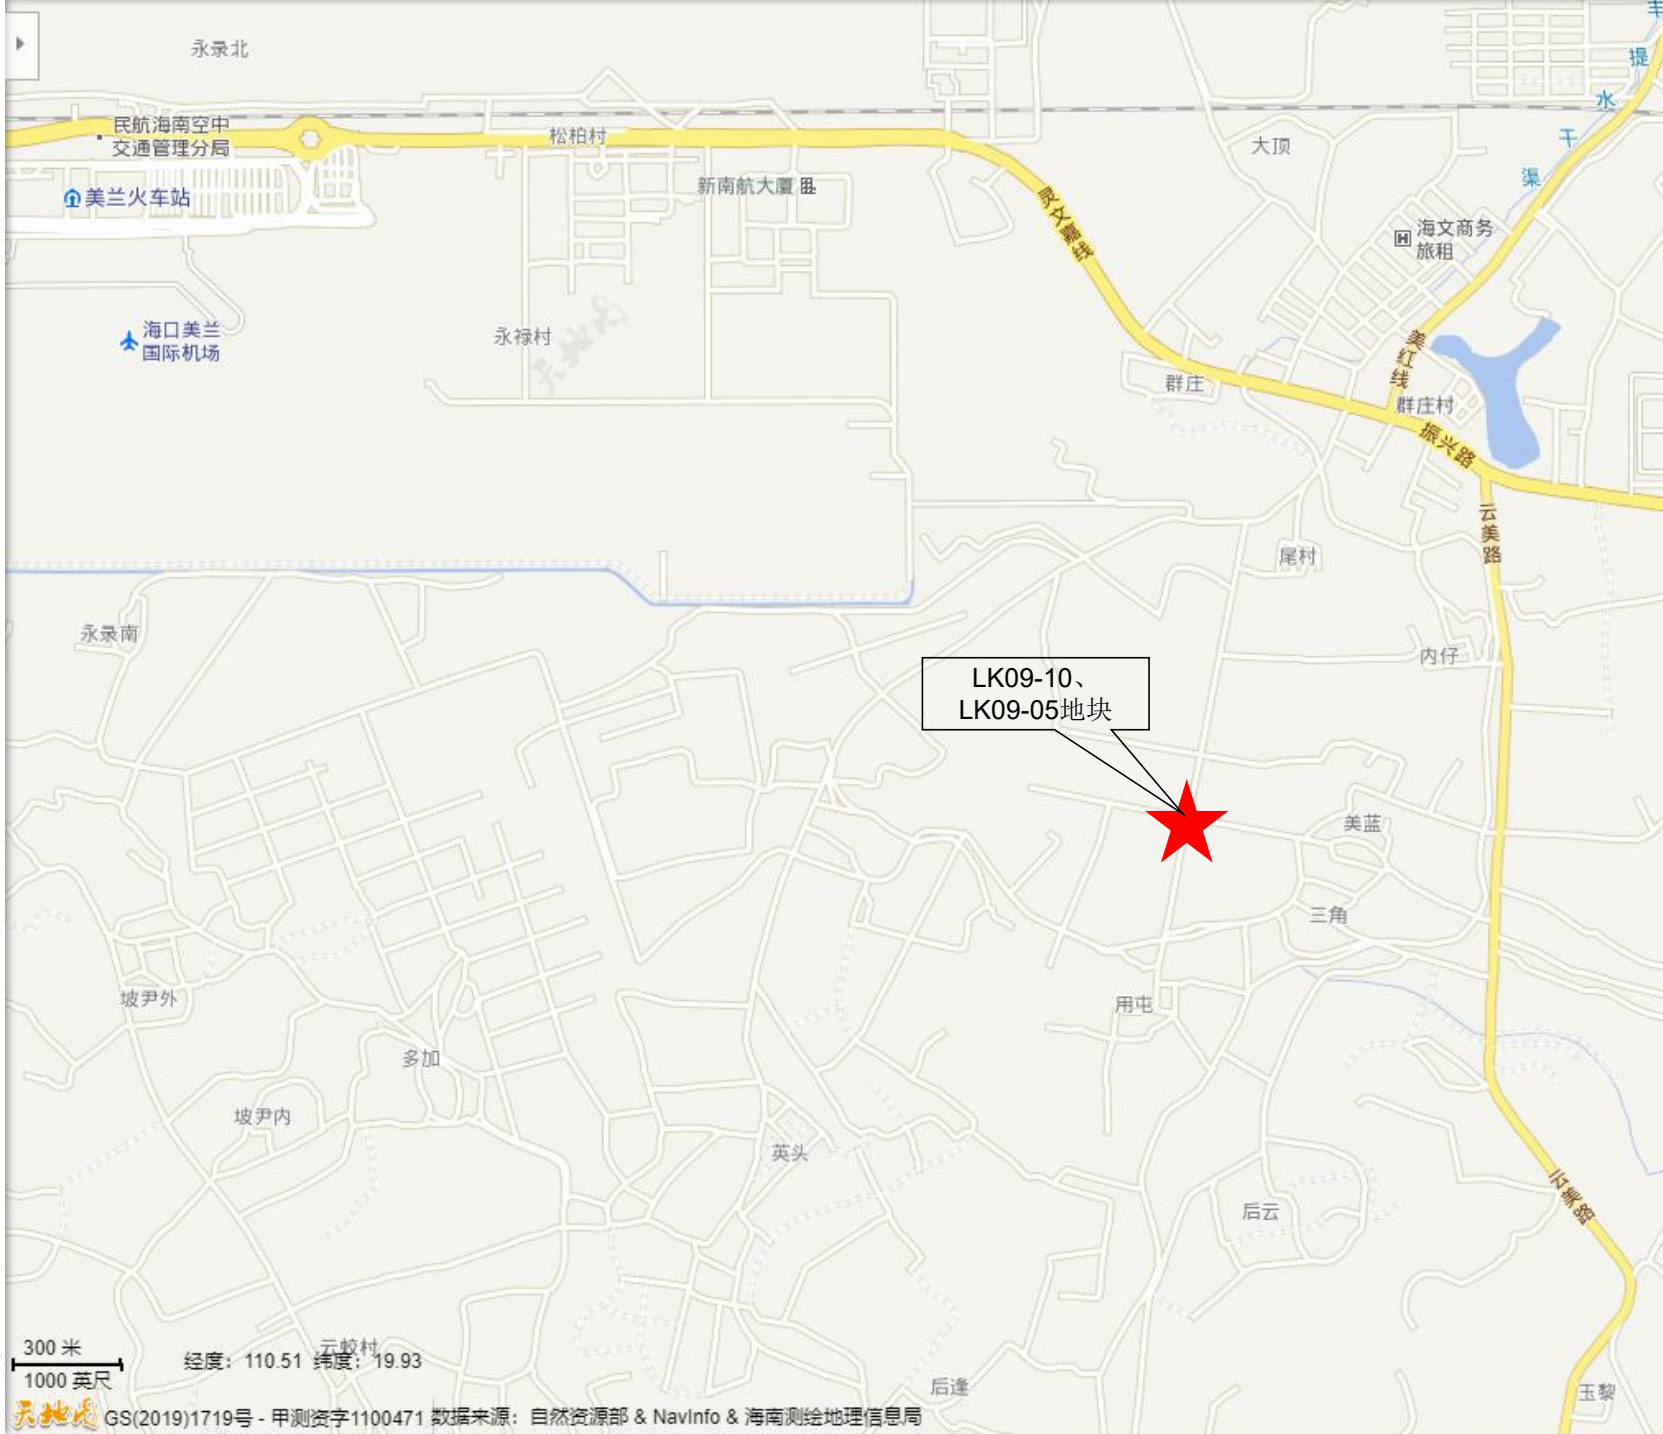 永录北
丰
提
水
干
渠
民航海南空中
交通管理分局
松柏村
大顶
美兰火车站
新南航大厦
灵文嘉线
海文商务
旅租
海口美兰
国际机场
永禄村
天地图
美红线
群庄
群庄村
振兴路
云美路
尾村
永录南
内仔
LK09-10、
LK09-05地块
美蓝
三角
坡尹外
用屯
多加
坡尹内
英头
云美路
后云
300 米
1000 英尺
云蛟村
经度：110.51 纬度：19.93
后逢
玉黎
天地图 GS(2019)1719号 - 甲测资字1100471 数据来源：自然资源部 & NavInfo & 海南测绘地理信息局